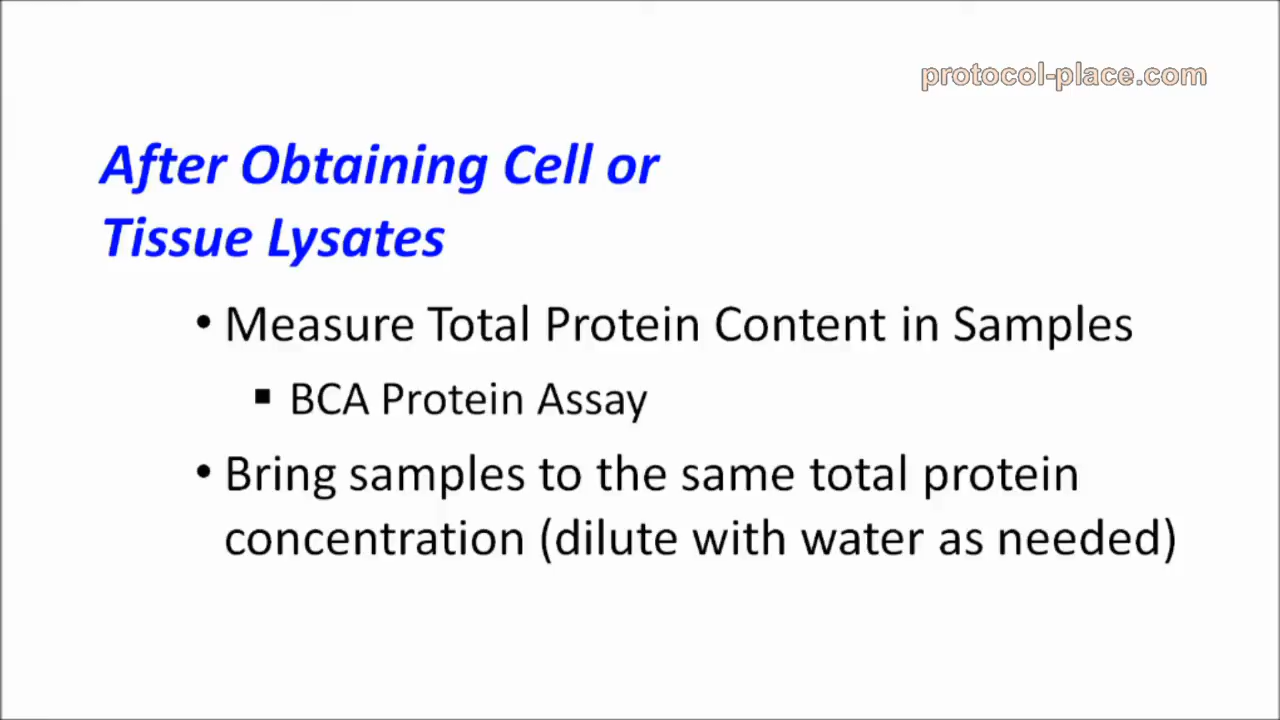 protocol-place.com
After Obtaining Cell or
Tissue Lysates
• Measure Total Protein Content in Samples
▪ BCA Protein Assay
• Bring samples to the same total protein
concentration (dilute with water as needed)